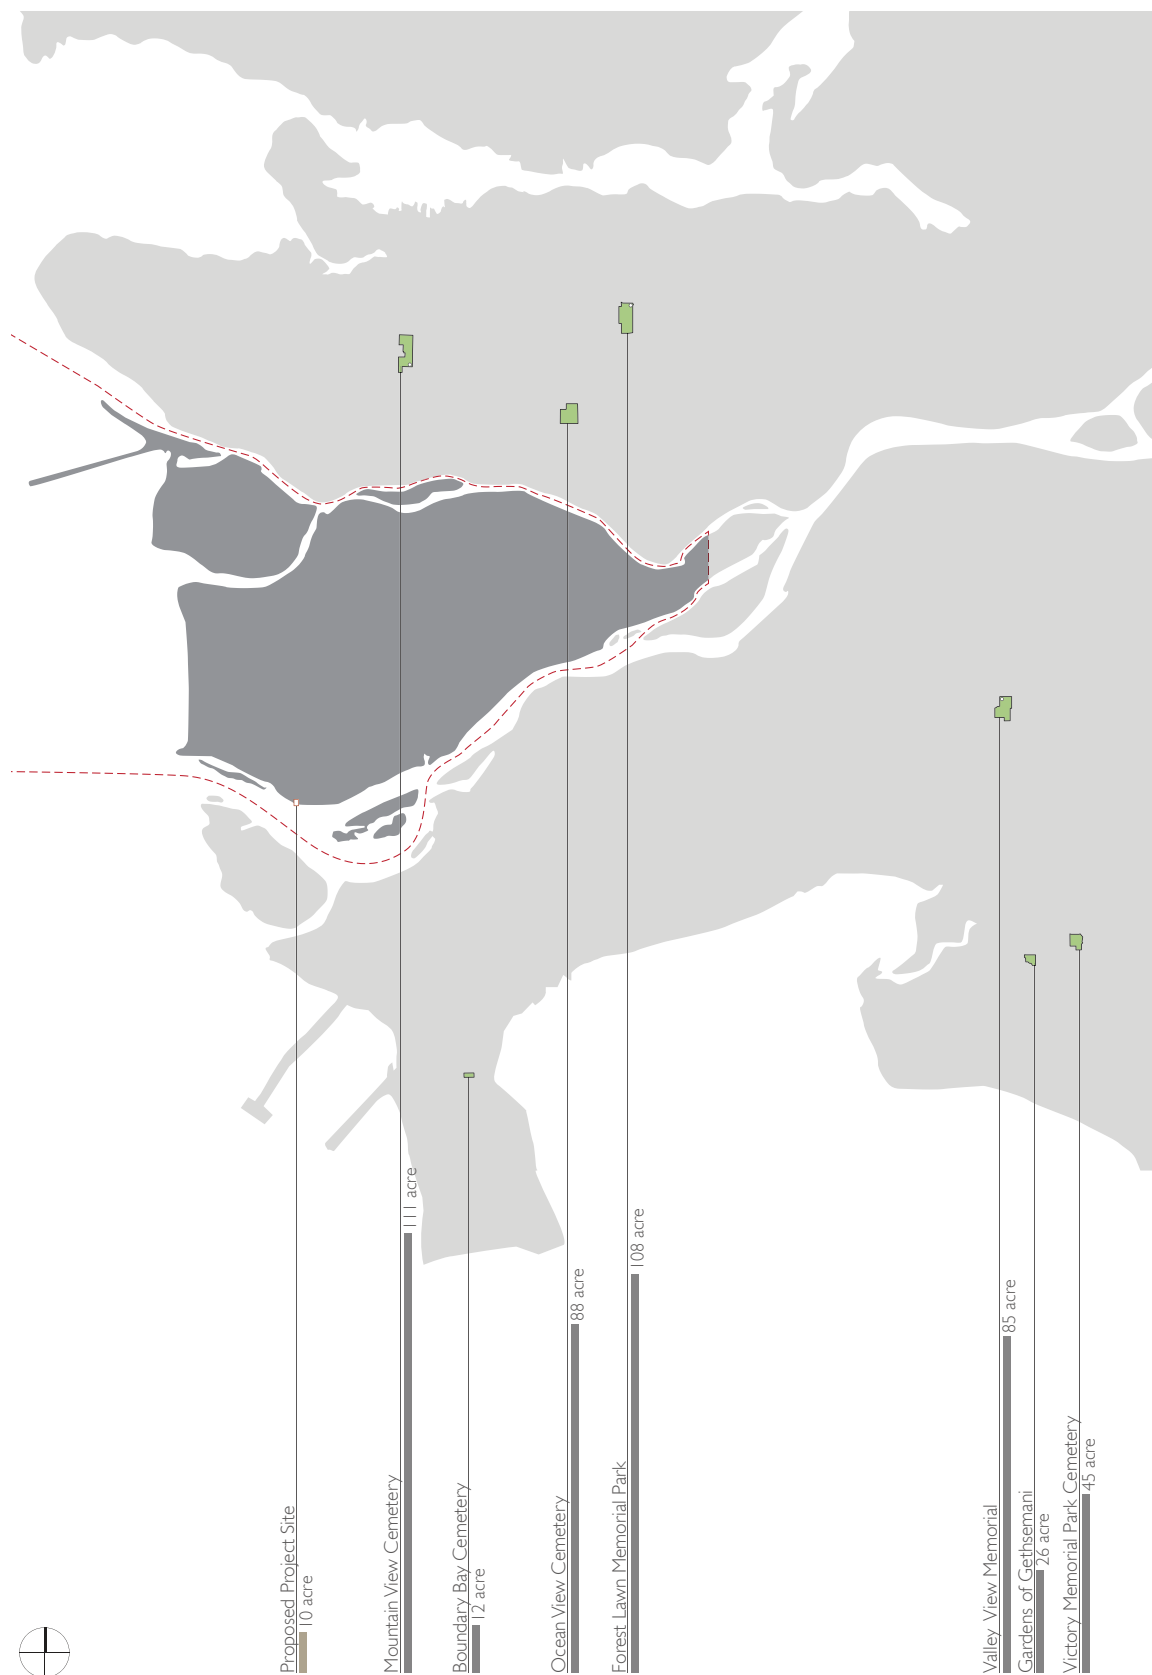 Proposed Project Site
10 acre
Mountain View Cemetery
111 acre
Boundary Bay Cemetery
12 acre
Ocean View Cemetery
88 acre
Forest Lawn Memorial Park
108 acre
Valley View Memorial
85 acre
Gardens of Gethsemani
26 acre
Victory Memorial Park Cemetery
45 acre